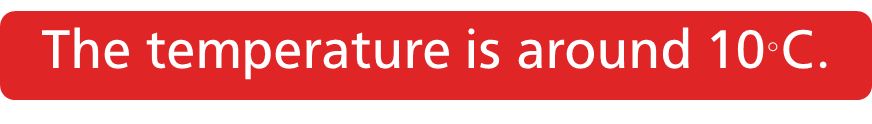 The temperature is around 10◦C.